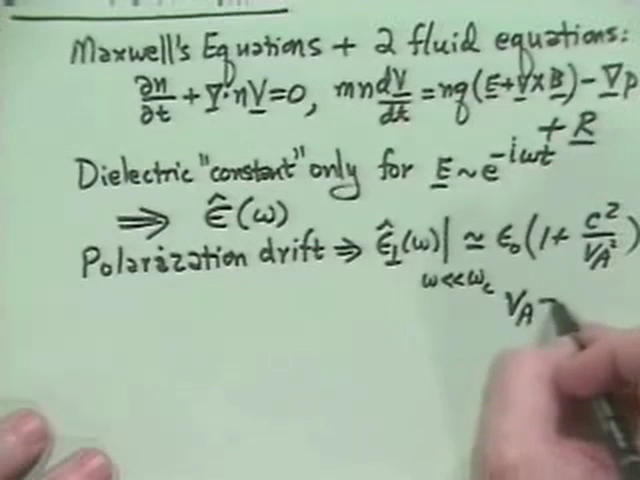 Maxwell's Equations + 2 fluid equations:
∂n/∂t + ∇·nV = 0, mn dV/dt = nq(E + V×B) − ∇p
+ R
Dielectric "constant" only for E ~ e^-iωt
⇒ ε̂(ω)
Polarization drift ⇒ ε̂⊥(ω)| ≃ ε₀(1 + c²/V_A²)
ω<<ω_c
V_A =